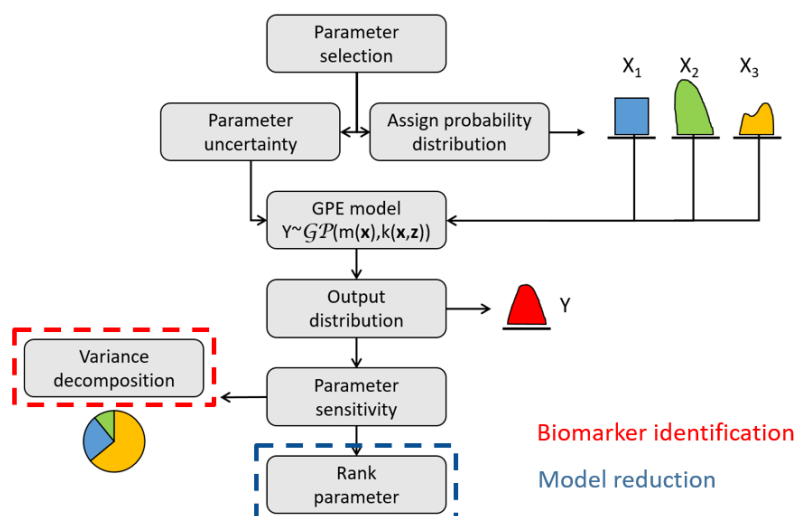 Parameter
selection
X₁
X₂
X₃
Parameter
uncertainty
Assign probability
distribution
GPE model
Y~𝒢𝒫(m(x),k(x,z))
Output
distribution
Y
Variance
decomposition
Parameter
sensitivity
Biomarker identification
Rank
parameter
Model reduction